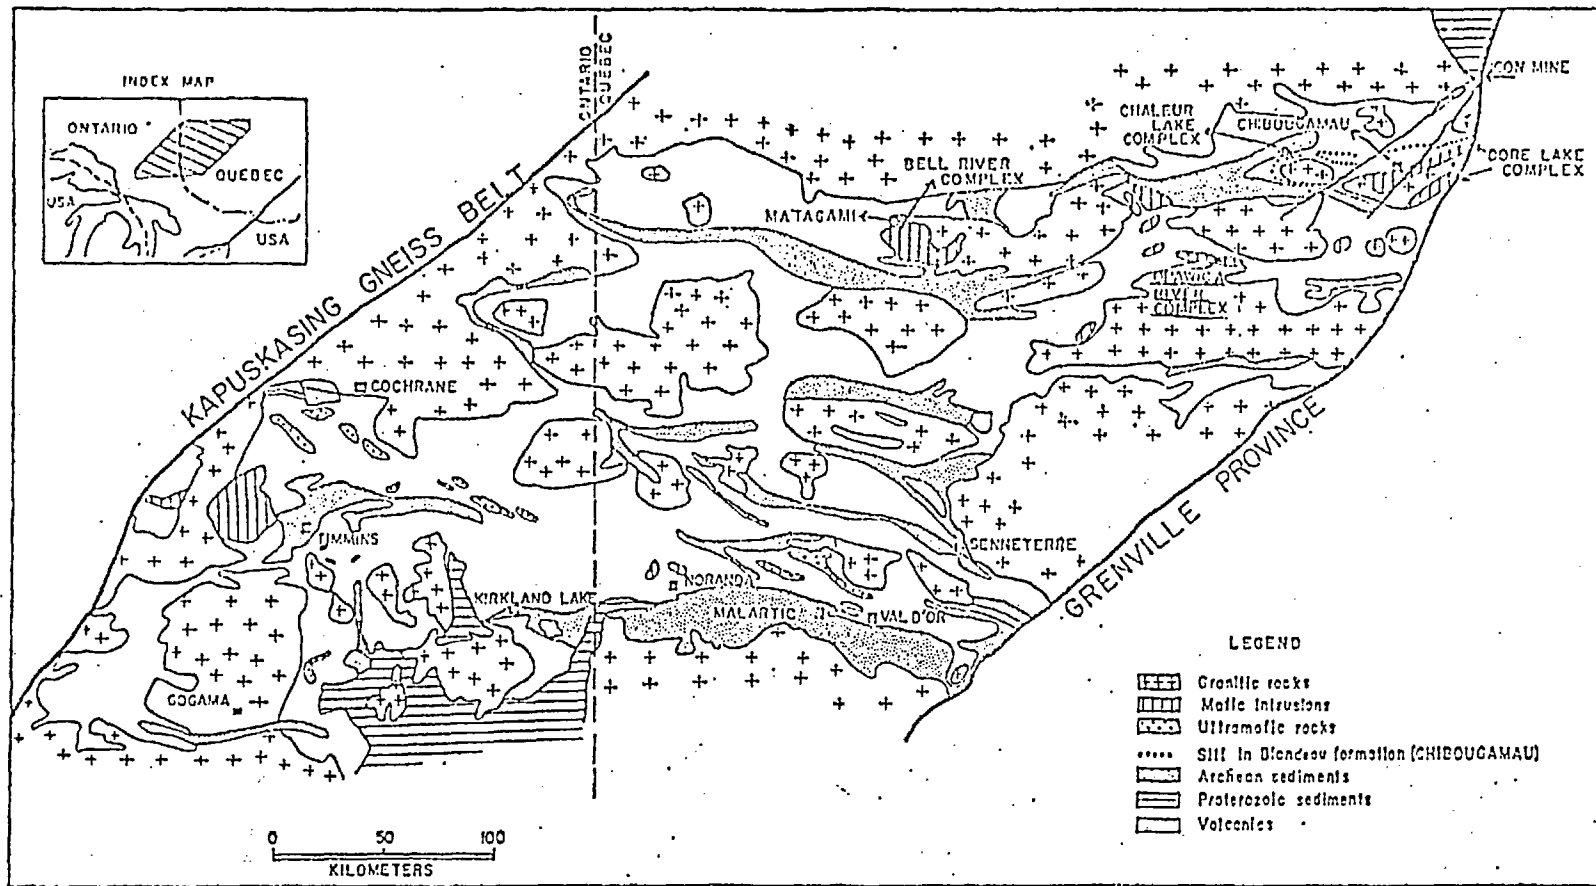 INDEX MAP
ONTARIO
QUEBEC
USA
USA
ONTARIO
QUEBEC
KAPUSKASING GNEISS BELT
CHALEUR
LAKE
COMPLEX
CHIBOUGAMAU
ICON MINE
DORE LAKE
COMPLEX
BELL RIVER
COMPLEX
MATAGAMI
RIVER
COMPLEX
COCHRANE
TIMMINS
KIRKLAND LAKE
NORANDA
MALARTIC
VAL D'OR
SENNETERRE
GOGAMA
GRENVILLE PROVINCE
LEGEND
Granitic rocks
Mafic intrusions
Ultramafic rocks
Sill in Blondeau formation (CHIBOUGAMAU)
Archean sediments
Proterozoic sediments
Volcanics
0 50 100
KILOMETERS